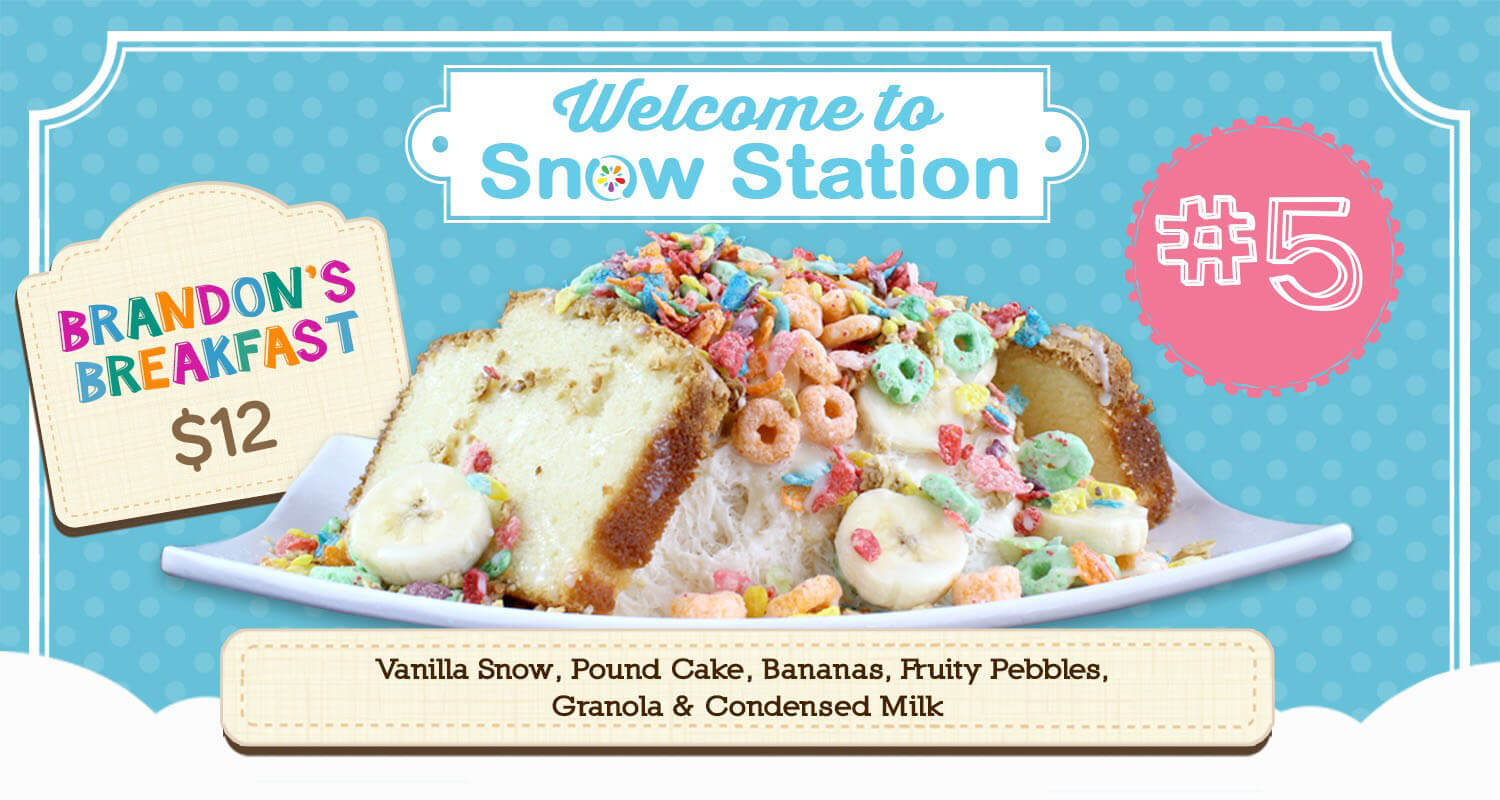 Welcome to
Snow Station
BRANDON'S
BREAKFAST
$12
#5
Vanilla Snow, Pound Cake, Bananas, Fruity Pebbles,
Granola & Condensed Milk